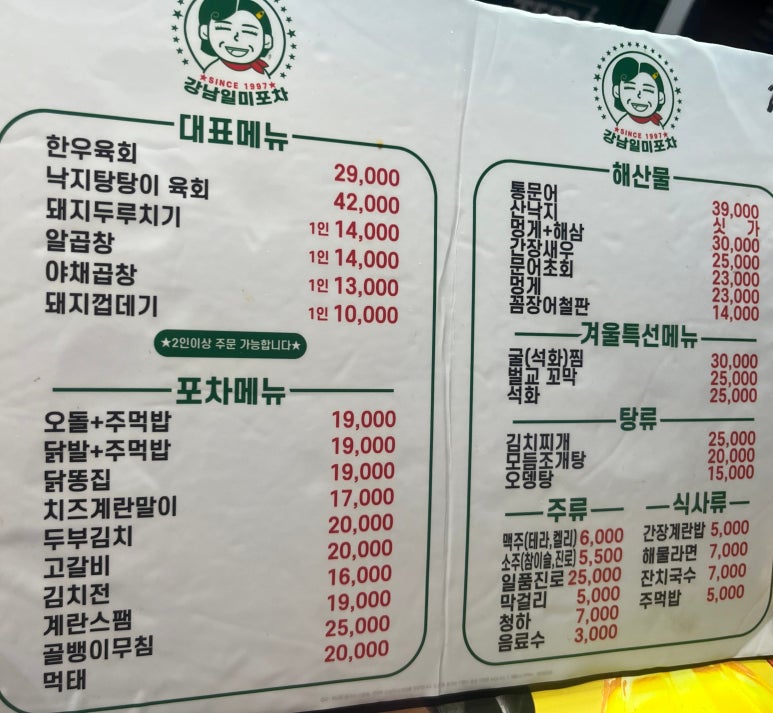 ★SINCE 1997★
강남일미포차
대표메뉴
한우육회 29,000
낙지탕탕이 육회 42,000
돼지두루치기 1인 14,000
알곱창 1인 14,000
야채곱창 1인 13,000
돼지껍데기 1인 10,000
★2인이상 주문 가능합니다★
포차메뉴
오돌+주먹밥 19,000
닭발+주먹밥 19,000
닭똥집 19,000
치즈계란말이 17,000
두부김치 20,000
고갈비 20,000
김치전 16,000
계란스팸 19,000
골뱅이무침 25,000
먹태 20,000
★SINCE 1997★
강남일미포차
해산물
통문어 39,000
산낙지 싯 가
멍게+해삼 30,000
간장새우 25,000
문어초회 23,000
멍게 23,000
꼼장어철판 14,000
겨울특선메뉴
굴(석화)찜 30,000
벌교 꼬막 25,000
석화 25,000
탕류
김치찌개 25,000
모듬조개탕 20,000
오뎅탕 15,000
주류
맥주(테라,켈리) 6,000
소주(참이슬,진로) 5,500
일품진로 25,000
막걸리 5,000
청하 7,000
음료수 3,000
식사류
간장계란밥 5,000
해물라면 7,000
잔치국수 7,000
주먹밥 5,000